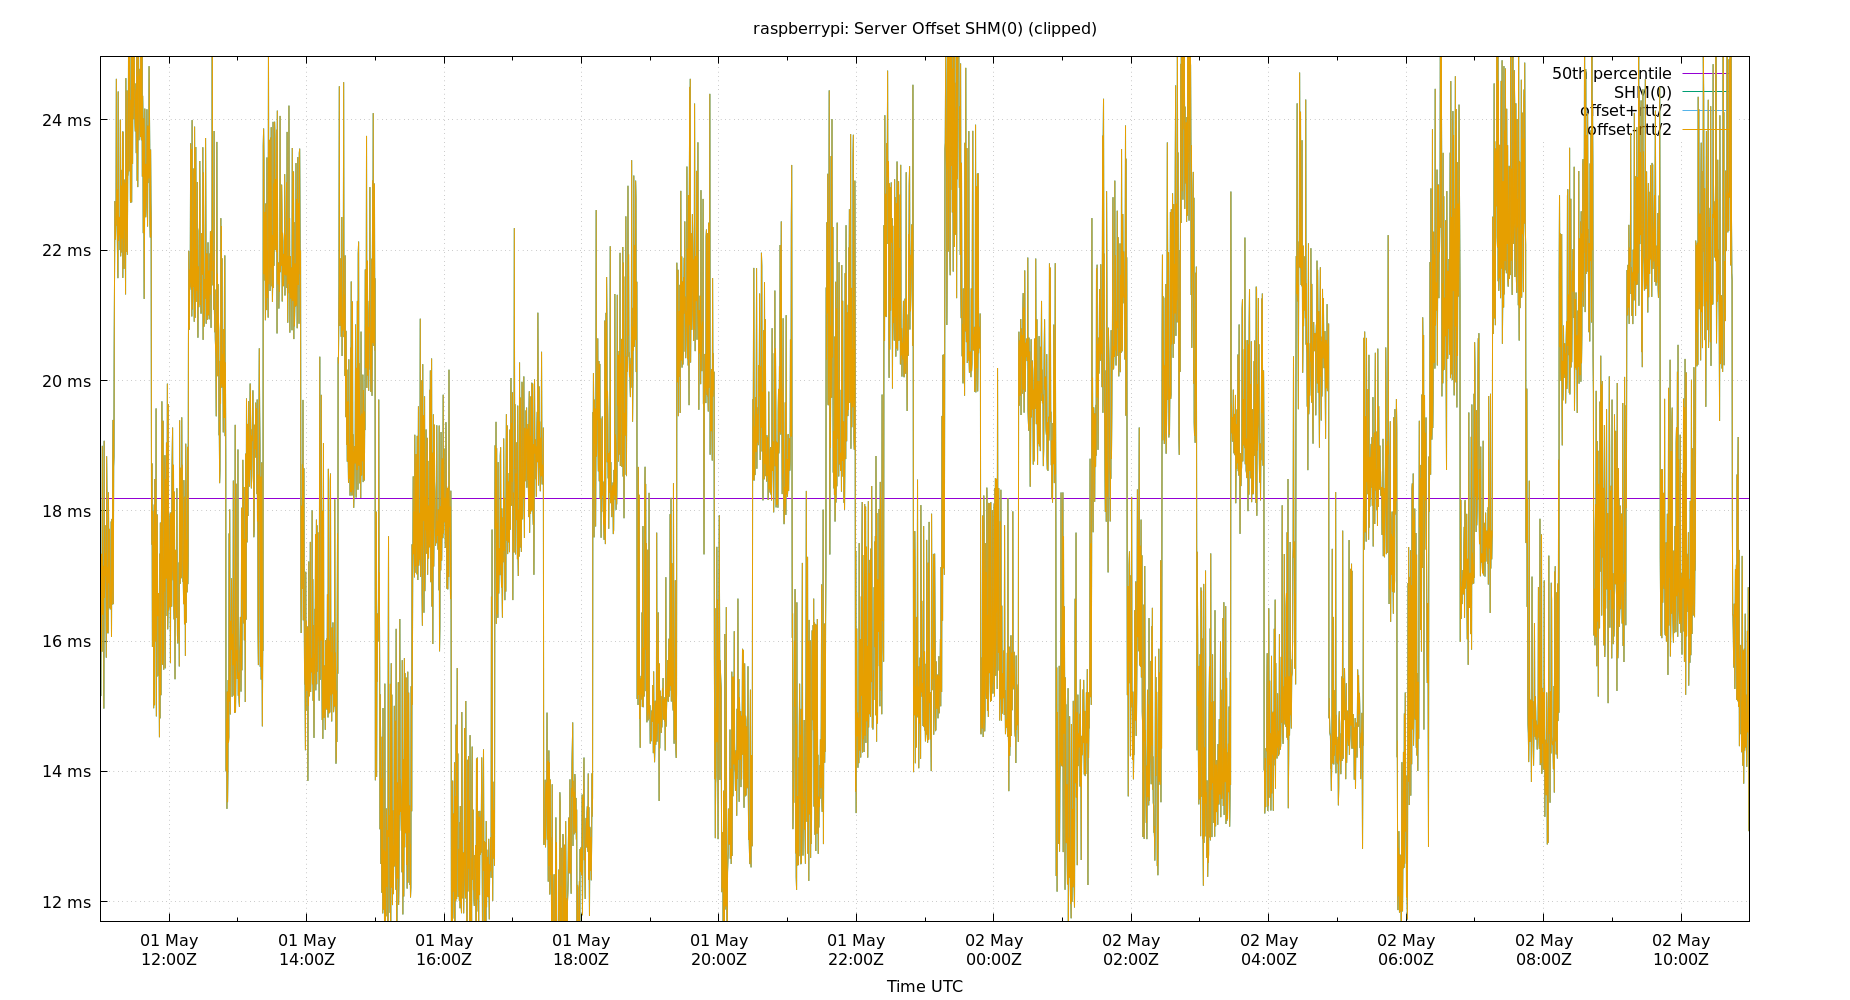 raspberrypi: Server Offset SHM(0) (clipped)
50th percentile
SHM(0)
offset+rtt/2
offset-rtt/2
24 ms
22 ms
20 ms
18 ms
16 ms
14 ms
12 ms
01 May 01 May 01 May 01 May 01 May 01 May 02 May 02 May 02 May 02 May 02 May 02 May
12:00Z 14:00Z 16:00Z 18:00Z 20:00Z 22:00Z 00:00Z 02:00Z 04:00Z 06:00Z 08:00Z 10:00Z
Time UTC